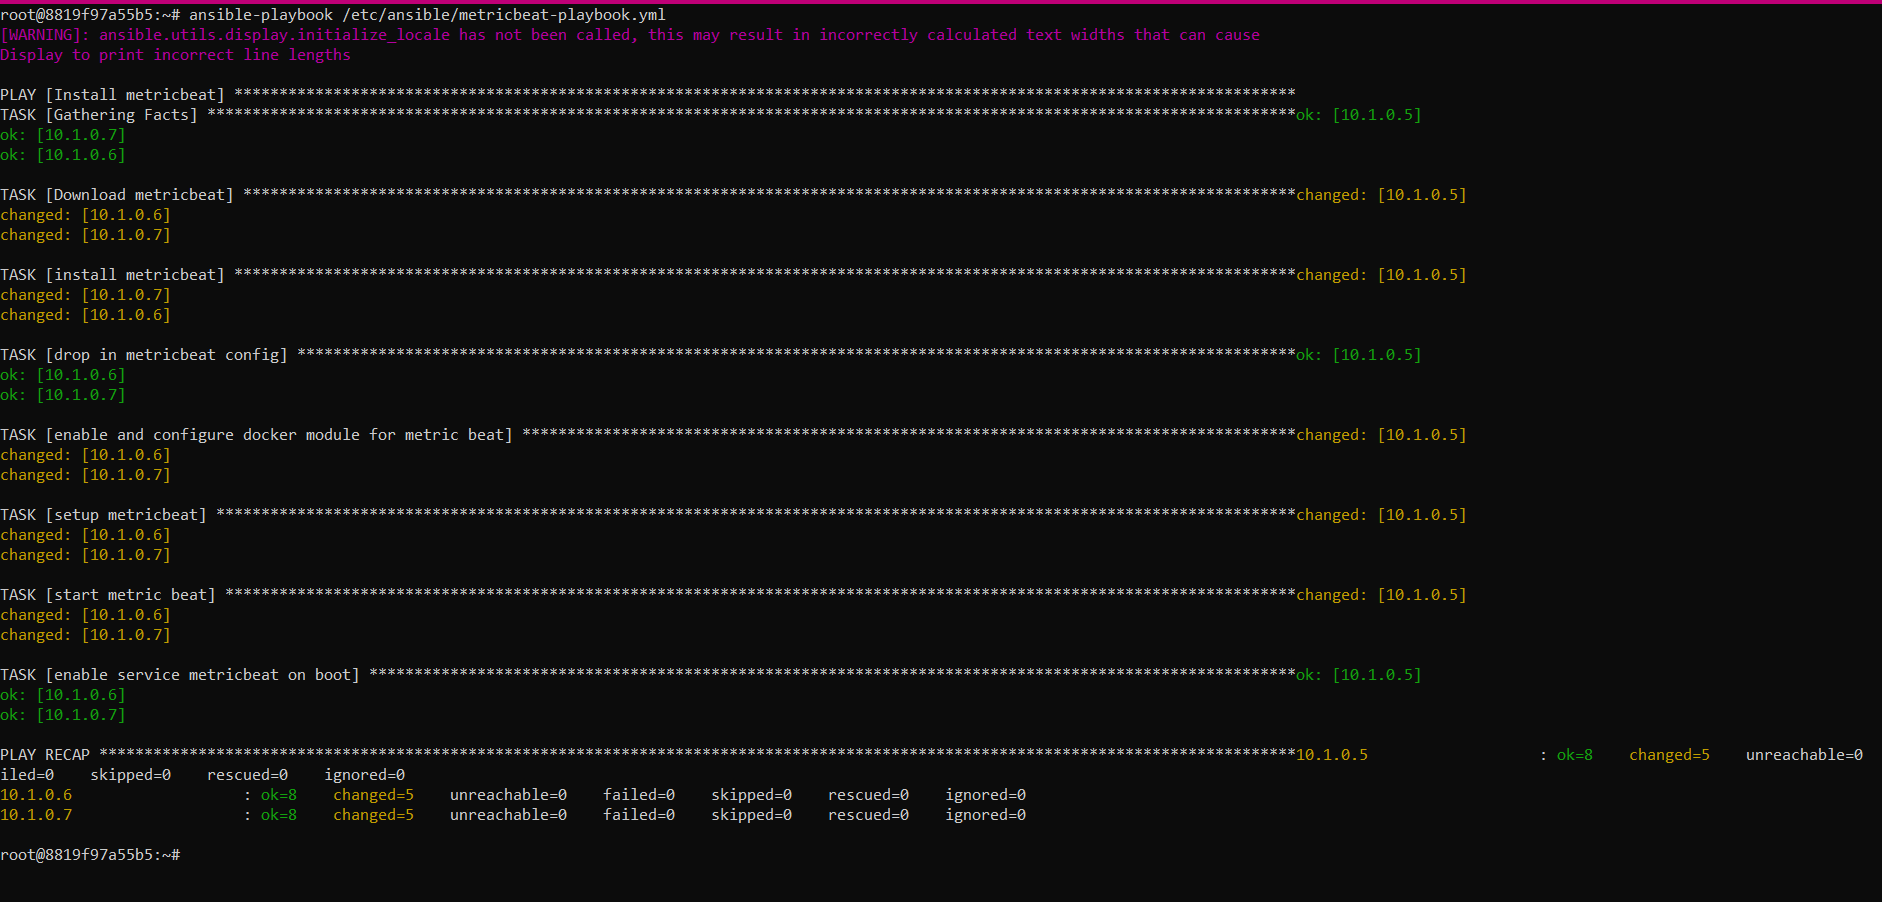 root@8819f97a55b5:~# ansible-playbook /etc/ansible/metricbeat-playbook.yml
[WARNING]: ansible.utils.display.initialize_locale has not been called, this may result in incorrectly calculated text widths that can cause
Display to print incorrect line lengths
PLAY [Install metricbeat] **********************************************************************************************************************
TASK [Gathering Facts] *************************************************************************************************************************ok: [10.1.0.5]
ok: [10.1.0.7]
ok: [10.1.0.6]
TASK [Download metricbeat] *********************************************************************************************************************changed: [10.1.0.5]
changed: [10.1.0.6]
changed: [10.1.0.7]
TASK [install metricbeat] **********************************************************************************************************************changed: [10.1.0.5]
changed: [10.1.0.7]
changed: [10.1.0.6]
TASK [drop in metricbeat config] ***************************************************************************************************************ok: [10.1.0.5]
ok: [10.1.0.6]
ok: [10.1.0.7]
TASK [enable and configure docker module for metric beat] **************************************************************************************changed: [10.1.0.5]
changed: [10.1.0.6]
changed: [10.1.0.7]
TASK [setup metricbeat] ************************************************************************************************************************changed: [10.1.0.5]
changed: [10.1.0.6]
changed: [10.1.0.7]
TASK [start metric beat] ***********************************************************************************************************************changed: [10.1.0.5]
changed: [10.1.0.6]
changed: [10.1.0.7]
TASK [enable service metricbeat on boot] *******************************************************************************************************ok: [10.1.0.5]
ok: [10.1.0.6]
ok: [10.1.0.7]
PLAY RECAP *************************************************************************************************************************************10.1.0.5                   : ok=8    changed=5    unreachable=0
iled=0    skipped=0    rescued=0    ignored=0
10.1.0.6                   : ok=8    changed=5    unreachable=0    failed=0    skipped=0    rescued=0    ignored=0
10.1.0.7                   : ok=8    changed=5    unreachable=0    failed=0    skipped=0    rescued=0    ignored=0
root@8819f97a55b5:~#